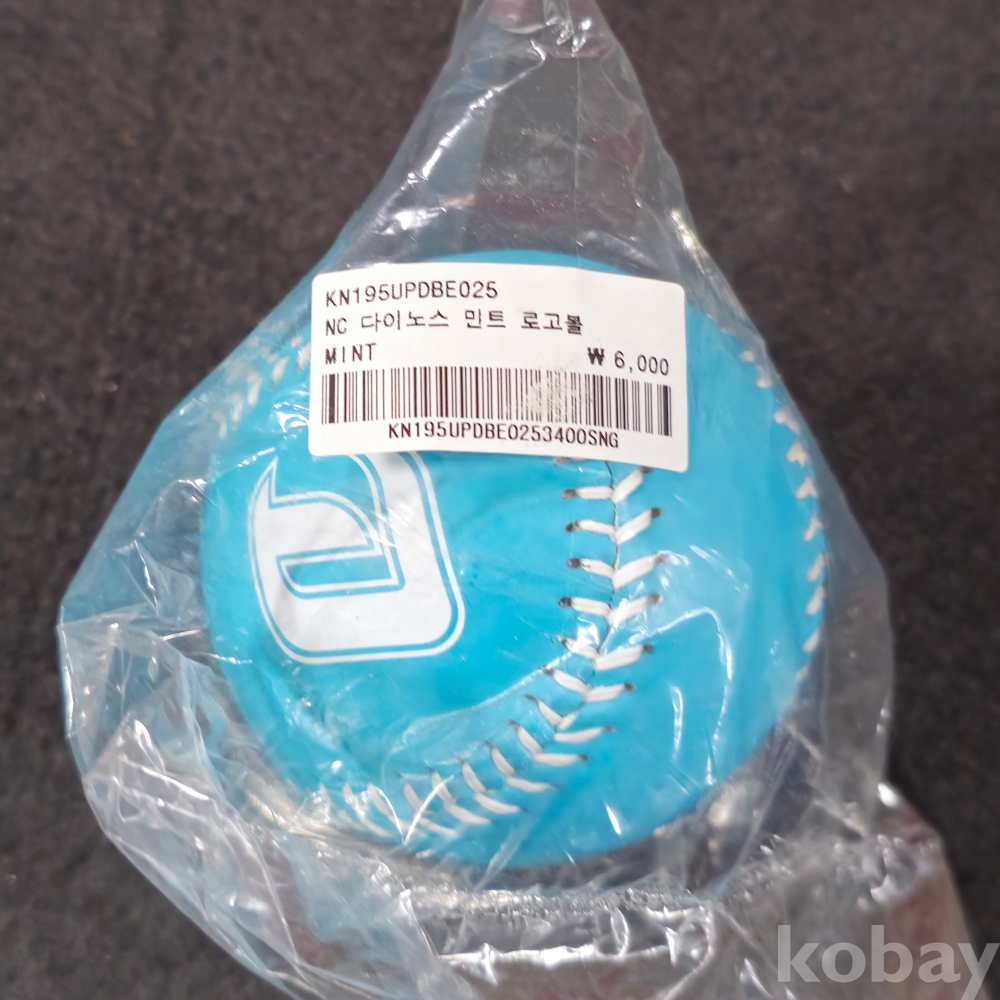 KN195UPDBE025
NC 다이노스 민트 로고볼
MINT ₩ 6,000
KN195UPDBE0253400SNG
kobay